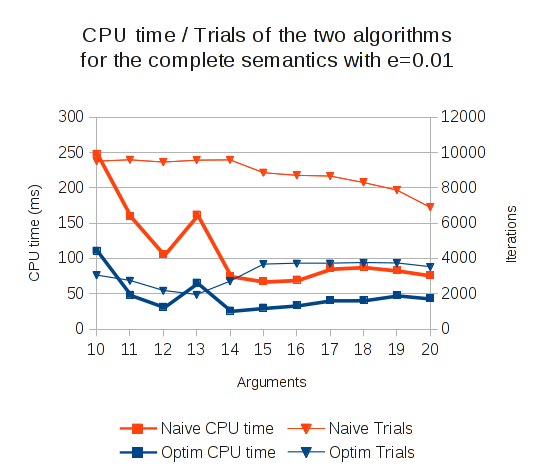 CPU time / Trials of the two algorithms
for the complete semantics with e=0.01
300 12000
250 10000
200 8000
150 6000
100 4000
50 2000
0 0
CPU time (ms)
Iterations
10 11 12 13 14 15 16 17 18 19 20
Arguments
Naive CPU time Naive Trials
Optim CPU time Optim Trials